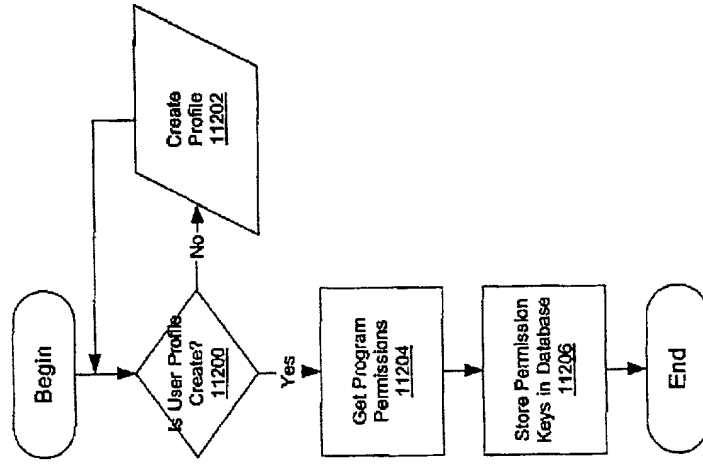 Begin
Is User Profile
Create?
11200
No
Create
Profile
11202
Yes
Get Program
Permissions
11204
Store Permission
Keys in Database
11206
End